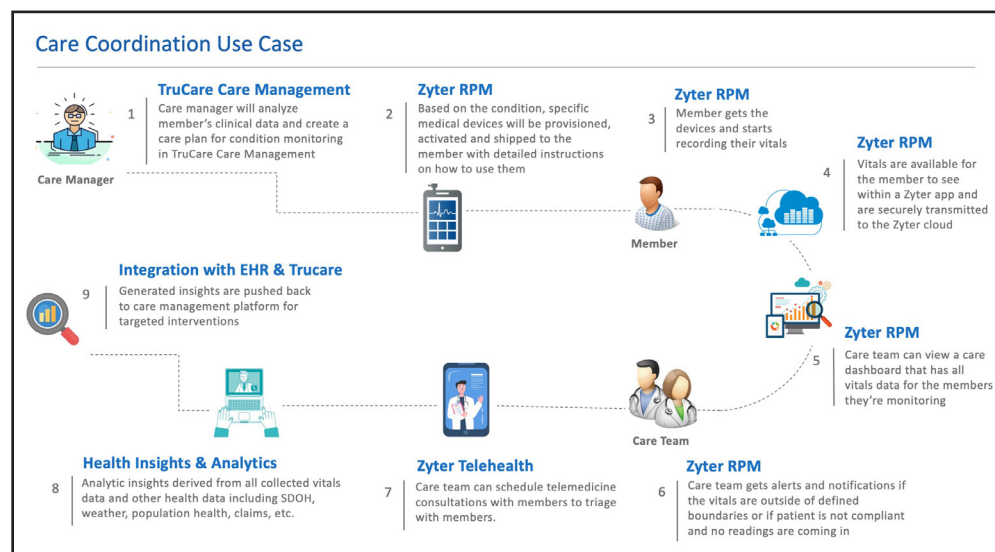 Care Coordination Use Case
TruCare Care Management
1
Care manager will analyze
member's clinical data and create a
care plan for condition monitoring
in TruCare Care Management
Care Manager
Zyter RPM
2
Based on the condition, specific
medical devices will be provisioned,
activated and shipped to the
member with detailed instructions
on how to use them
Zyter RPM
3
Member gets the
devices and starts
recording their vitals
Member
Zyter RPM
4
Vitals are available for
the member to see
within a Zyter app and
are securely transmitted
to the Zyter cloud
Zyter RPM
5
Care team can view a care
dashboard that has all
vitals data for the members
they're monitoring
Care Team
Zyter RPM
6
Care team gets alerts and notifications if
the vitals are outside of defined
boundaries or if patient is not compliant
and no readings are coming in
Zyter Telehealth
7
Care team can schedule telemedicine
consultations with members to triage
with members.
Health Insights & Analytics
8
Analytic insights derived from all collected vitals
data and other health data including SDOH,
weather, population health, claims, etc.
Integration with EHR & Trucare
9
Generated insights are pushed back
to care management platform for
targeted interventions